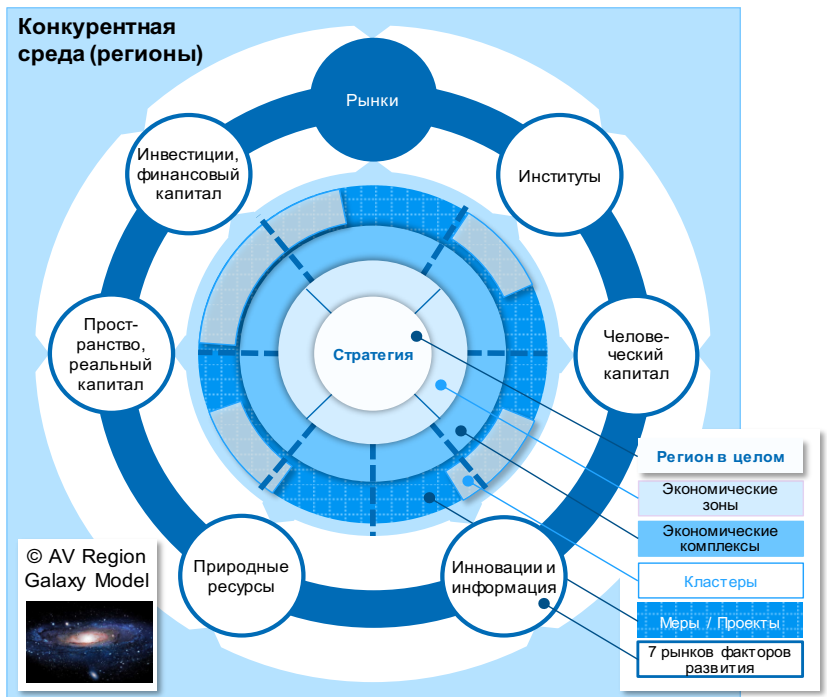 Конкурентная
среда (регионы)
Рынки
Инвестиции,
финансовый
капитал
Институты
Прост-
ранство,
реальный
капитал
Стратегия
Челове-
ческий
капитал
Природные
ресурсы
Инновации и
информация
Регион в целом
Экономические
зоны
Экономические
комплексы
Кластеры
Меры / Проекты
7 рынков факторов
развития
© AV Region
Galaxy Model